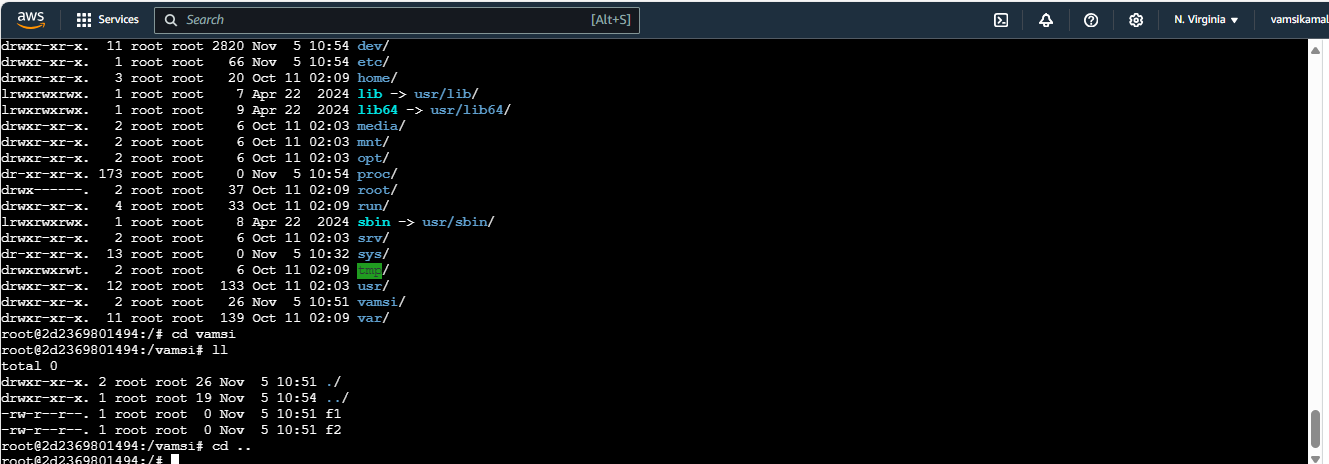 aws Services Search [Alt+S] N. Virginia vamsikamal
drwxr-xr-x.  11 root root 2820 Nov  5 10:54 dev/
drwxr-xr-x.   1 root root   66 Nov  5 10:54 etc/
drwxr-xr-x.   3 root root   20 Oct 11 02:09 home/
lrwxrwxrwx.   1 root root    7 Apr 22  2024 lib -> usr/lib/
lrwxrwxrwx.   1 root root    9 Apr 22  2024 lib64 -> usr/lib64/
drwxr-xr-x.   2 root root    6 Oct 11 02:03 media/
drwxr-xr-x.   2 root root    6 Oct 11 02:03 mnt/
drwxr-xr-x.   2 root root    6 Oct 11 02:03 opt/
dr-xr-xr-x. 173 root root    0 Nov  5 10:54 proc/
drwx------.   2 root root   37 Oct 11 02:09 root/
drwxr-xr-x.   4 root root   33 Oct 11 02:09 run/
lrwxrwxrwx.   1 root root    8 Apr 22  2024 sbin -> usr/sbin/
drwxr-xr-x.   2 root root    6 Oct 11 02:03 srv/
dr-xr-xr-x.  13 root root    0 Nov  5 10:32 sys/
drwxrwxrwt.   2 root root    6 Oct 11 02:09 tmp/
drwxr-xr-x.  12 root root  133 Oct 11 02:03 usr/
drwxr-xr-x.   2 root root   26 Nov  5 10:51 vamsi/
drwxr-xr-x.  11 root root  139 Oct 11 02:09 var/
root@2d2369801494:/# cd vamsi
root@2d2369801494:/vamsi# ll
total 0
drwxr-xr-x. 2 root root 26 Nov  5 10:51 ./
drwxr-xr-x. 1 root root 19 Nov  5 10:54 ../
-rw-r--r--. 1 root root  0 Nov  5 10:51 f1
-rw-r--r--. 1 root root  0 Nov  5 10:51 f2
root@2d2369801494:/vamsi# cd ..
root@2d2369801494:/#